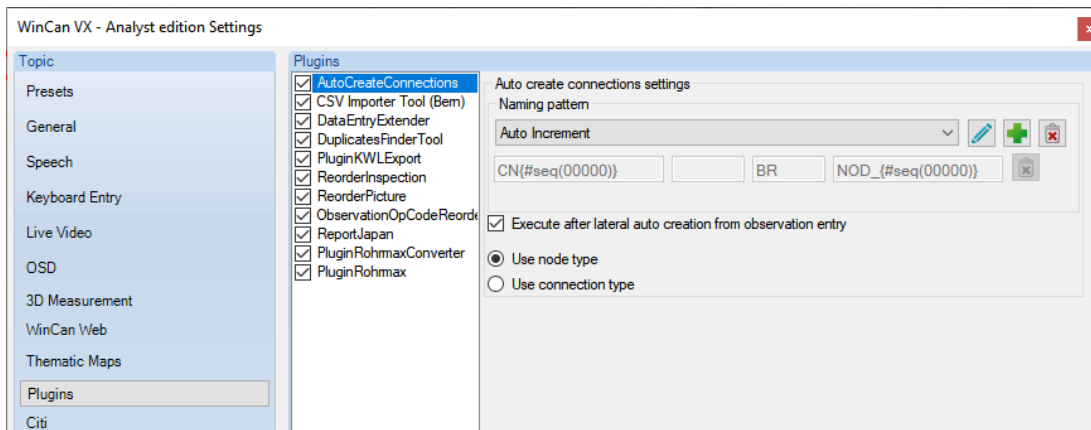 WinCan VX - Analyst edition Settings
x
Topic
Presets
General
Speech
Keyboard Entry
Live Video
OSD
3D Measurement
WinCan Web
Thematic Maps
Plugins
Citi
Plugins
AutoCreateConnections
CSV Importer Tool (Bern)
DataEntryExtender
DuplicatesFinderTool
PluginKWLExport
ReorderInspection
ReorderPicture
ObservationOpCodeReorde
ReportJapan
PluginRohrmaxConverter
PluginRohrmax
Auto create connections settings
Naming pattern
Auto Increment
CN{#seq(00000)} BR NOD_{#seq(00000)}
Execute after lateral auto creation from observation entry
Use node type
Use connection type